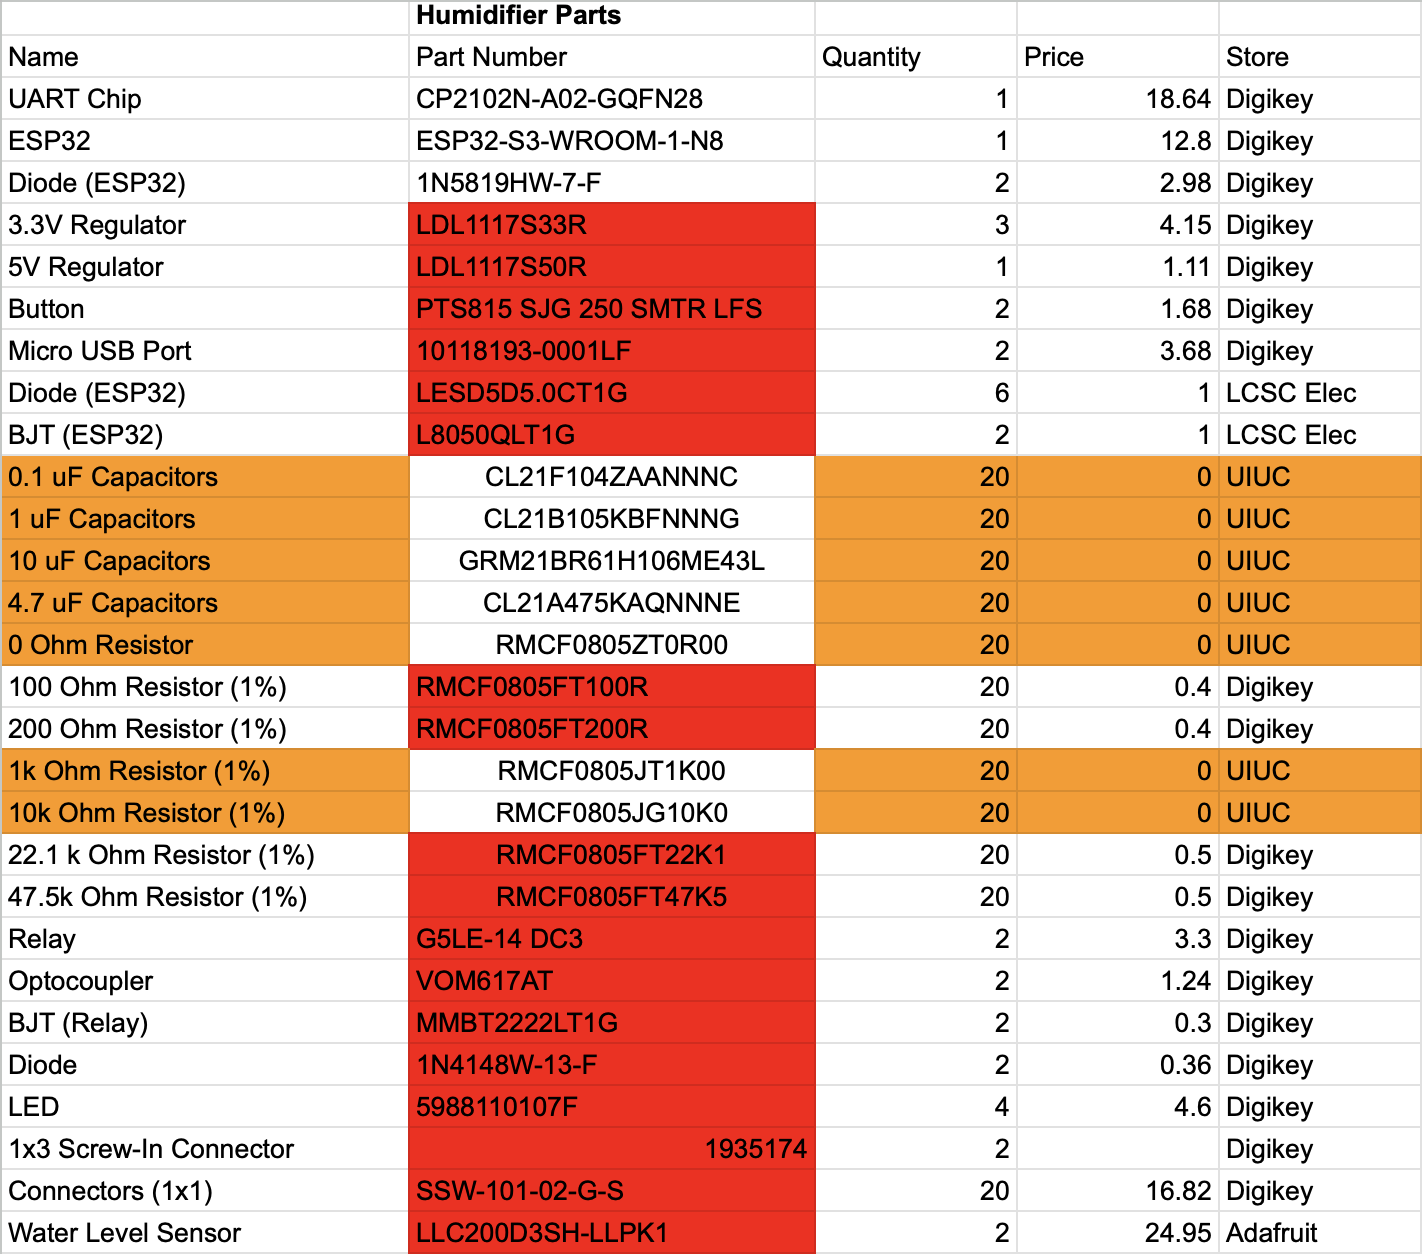 Humidifier Parts
Name Part Number Quantity Price Store
UART Chip CP2102N-A02-GQFN28 1 18.64 Digikey
ESP32 ESP32-S3-WROOM-1-N8 1 12.8 Digikey
Diode (ESP32) 1N5819HW-7-F 2 2.98 Digikey
3.3V Regulator LDL1117S33R 3 4.15 Digikey
5V Regulator LDL1117S50R 1 1.11 Digikey
Button PTS815 SJG 250 SMTR LFS 2 1.68 Digikey
Micro USB Port 10118193-0001LF 2 3.68 Digikey
Diode (ESP32) LESD5D5.0CT1G 6 1 LCSC Elec
BJT (ESP32) L8050QLT1G 2 1 LCSC Elec
0.1 uF Capacitors CL21F104ZAANNNC 20 0 UIUC
1 uF Capacitors CL21B105KBFNNNG 20 0 UIUC
10 uF Capacitors GRM21BR61H106ME43L 20 0 UIUC
4.7 uF Capacitors CL21A475KAQNNNE 20 0 UIUC
0 Ohm Resistor RMCF0805ZT0R00 20 0 UIUC
100 Ohm Resistor (1%) RMCF0805FT100R 20 0.4 Digikey
200 Ohm Resistor (1%) RMCF0805FT200R 20 0.4 Digikey
1k Ohm Resistor (1%) RMCF0805JT1K00 20 0 UIUC
10k Ohm Resistor (1%) RMCF0805JG10K0 20 0 UIUC
22.1 k Ohm Resistor (1%) RMCF0805FT22K1 20 0.5 Digikey
47.5k Ohm Resistor (1%) RMCF0805FT47K5 20 0.5 Digikey
Relay G5LE-14 DC3 2 3.3 Digikey
Optocoupler VOM617AT 2 1.24 Digikey
BJT (Relay) MMBT2222LT1G 2 0.3 Digikey
Diode 1N4148W-13-F 2 0.36 Digikey
LED 5988110107F 4 4.6 Digikey
1x3 Screw-In Connector 1935174 2 Digikey
Connectors (1x1) SSW-101-02-G-S 20 16.82 Digikey
Water Level Sensor LLC200D3SH-LLPK1 2 24.95 Adafruit